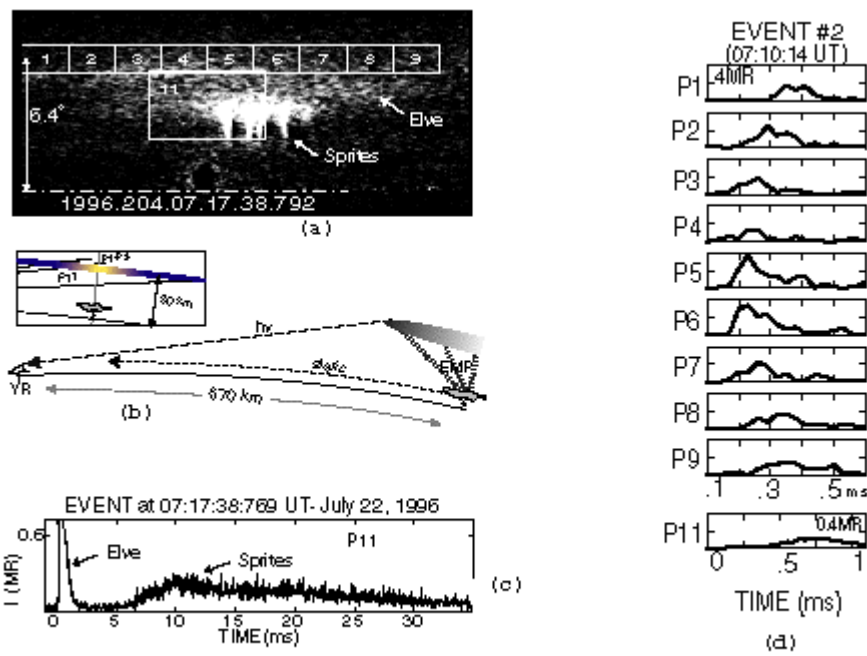 1 2 3 4 5 6 7 8 9
11
6.4°
Elve
Sprites
1996.204.07.17.38.792
(a)
P11
80 km
hν
static
EMP
YR
670 km
(b)
EVENT at 07:17:38:769 UT- July 22, 1996
I (MR)
0.6
P11
Elve
Sprites
0 5 10 15 20 25 30
TIME (ms)
(c)
EVENT #2
(07:10:14 UT)
P1
.4MR
P2
P3
P4
P5
P6
P7
P8
P9
.1 .3 .5 ms
P11
0.4MR
0 .5 1
TIME (ms)
(d)